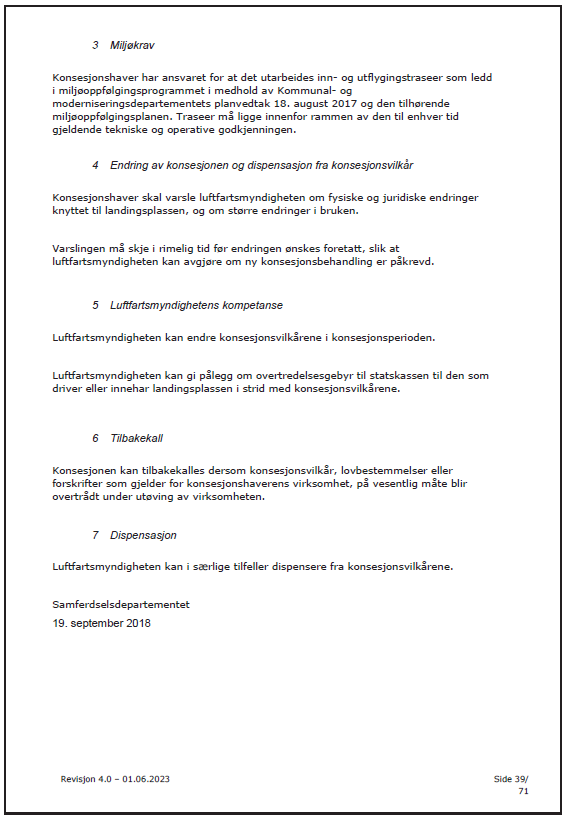 3 Miljøkrav
Konsesjonshaver har ansvaret for at det utarbeides inn- og utflygingstraseer som ledd
i miljøoppfølgingsprogrammet i medhold av Kommunal- og
moderniseringsdepartementets planvedtak 18. august 2017 og den tilhørende
miljøoppfølgingsplanen. Traseer må ligge innenfor rammen av den til enhver tid
gjeldende tekniske og operative godkjenningen.
4 Endring av konsesjonen og dispensasjon fra konsesjonsvilkår
Konsesjonshaver skal varsle luftfartsmyndigheten om fysiske og juridiske endringer
knyttet til landingsplassen, og om større endringer i bruken.
Varslingen må skje i rimelig tid før endringen ønskes foretatt, slik at
luftfartsmyndigheten kan avgjøre om ny konsesjonsbehandling er påkrevd.
5 Luftfartsmyndighetens kompetanse
Luftfartsmyndigheten kan endre konsesjonsvilkårene i konsesjonsperioden.
Luftfartsmyndigheten kan gi pålegg om overtredelsesgebyr til statskassen til den som
driver eller innehar landingsplassen i strid med konsesjonsvilkårene.
6 Tilbakekall
Konsesjonen kan tilbakekalles dersom konsesjonsvilkår, lovbestemmelser eller
forskrifter som gjelder for konsesjonshaverens virksomhet, på vesentlig måte blir
overtrådt under utøving av virksomheten.
7 Dispensasjon
Luftfartsmyndigheten kan i særlige tilfeller dispensere fra konsesjonsvilkårene.
Samferdselsdepartementet
19. september 2018
Revisjon 4.0 – 01.06.2023 Side 39/
71